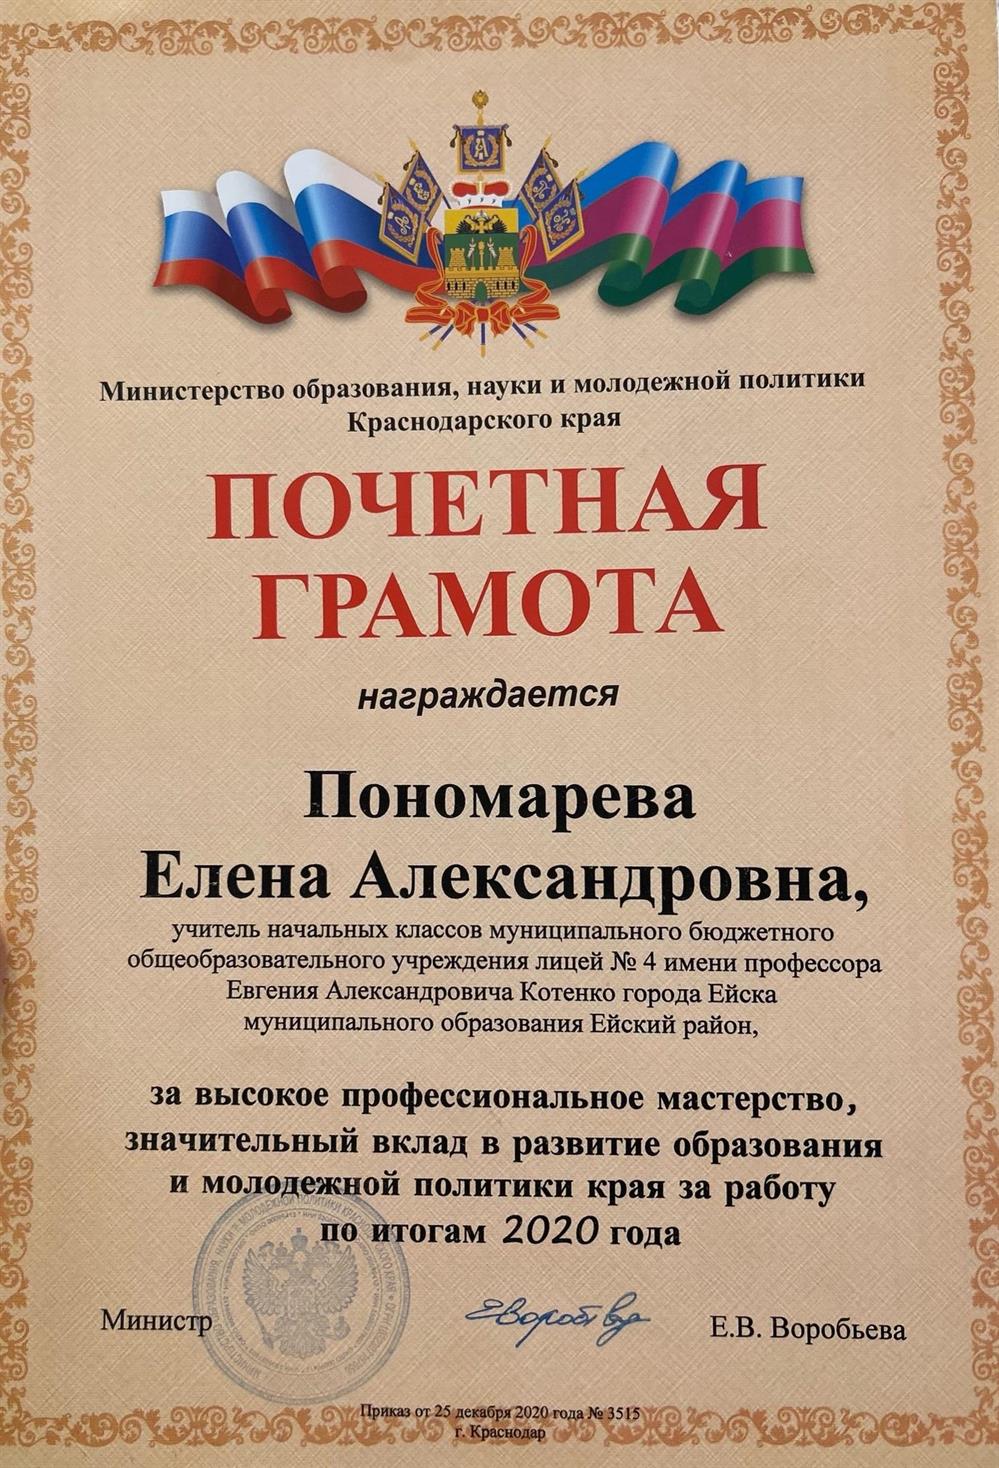 Министерство образования, науки и молодежной политики
Краснодарского края
ПОЧЕТНАЯ
ГРАМОТА
награждается
Пономарева
Елена Александровна,
учитель начальных классов муниципального бюджетного
общеобразовательного учреждения лицей № 4 имени профессора
Евгения Александровича Котенко города Ейска
муниципального образования Ейский район,
за высокое профессиональное мастерство,
значительный вклад в развитие образования
и молодежной политики края за работу
по итогам 2020 года
Министр
Е.В. Воробьева
Приказ от 25 декабря 2020 года № 3515
г. Краснодар